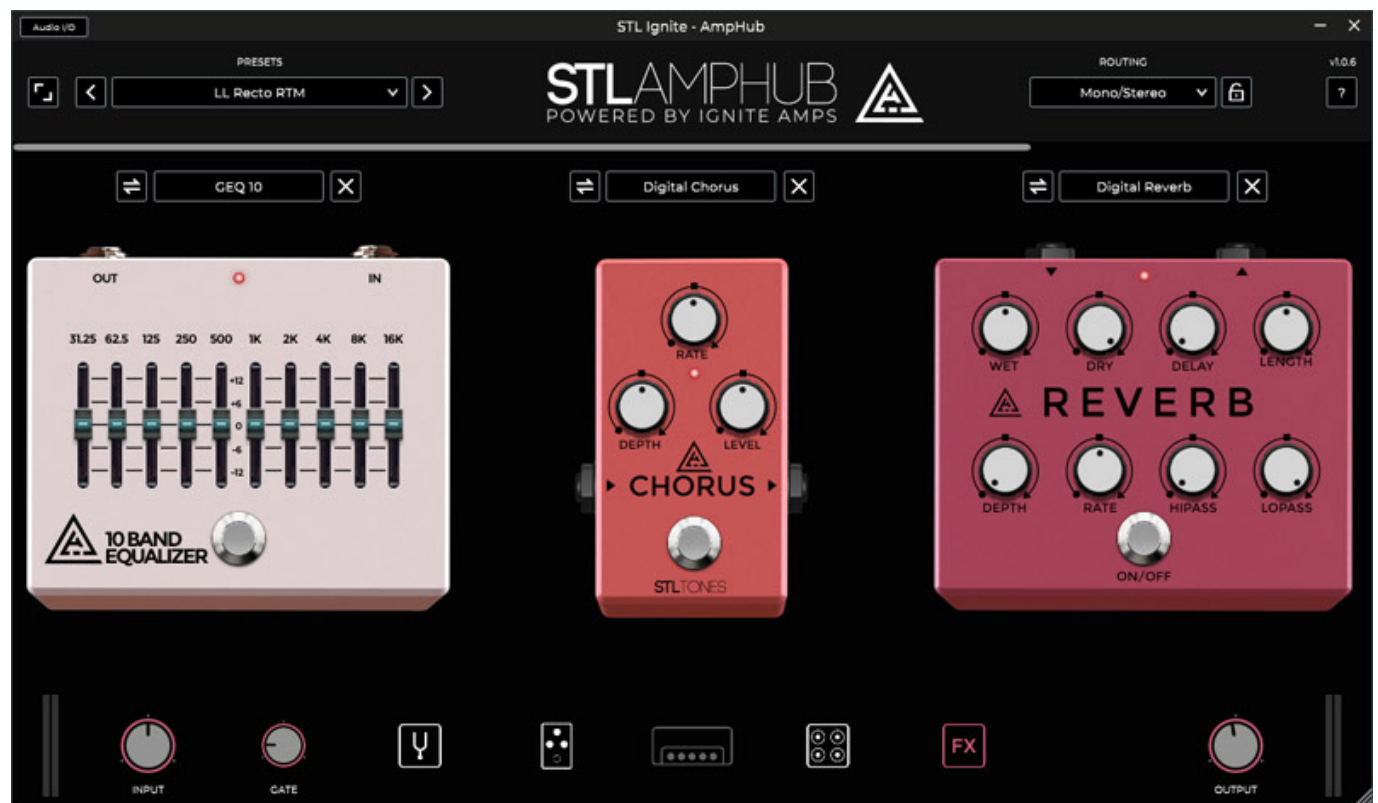 Audio I/O
STL Ignite - AmpHub
PRESETS
LL Recto RTM
STLAMPHUB
POWERED BY IGNITE AMPS
ROUTING
Mono/Stereo
v1.0.6
?
GEQ 10
Digital Chorus
Digital Reverb
OUT
IN
31.25 62.5 125 250 500 1K 2K 4K 8K 16K
+12
+6
0
-6
-12
10 BAND
EQUALIZER
RATE
DEPTH
LEVEL
CHORUS
STLTONES
WET
DRY
DELAY
LENGTH
REVERB
DEPTH
RATE
HIPASS
LOPASS
ON/OFF
INPUT
GATE
FX
OUTPUT